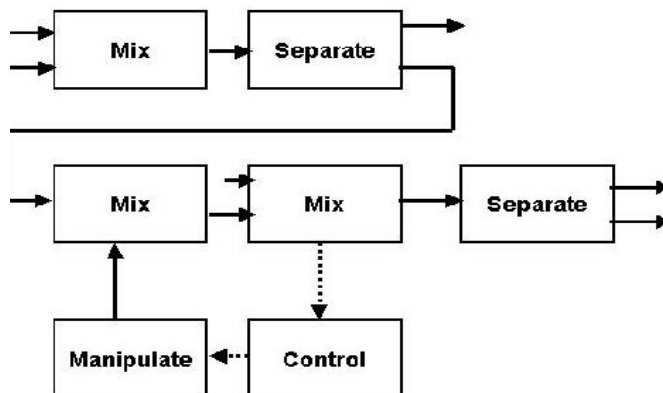 Mix
Separate
Mix
Mix
Separate
Manipulate
Control